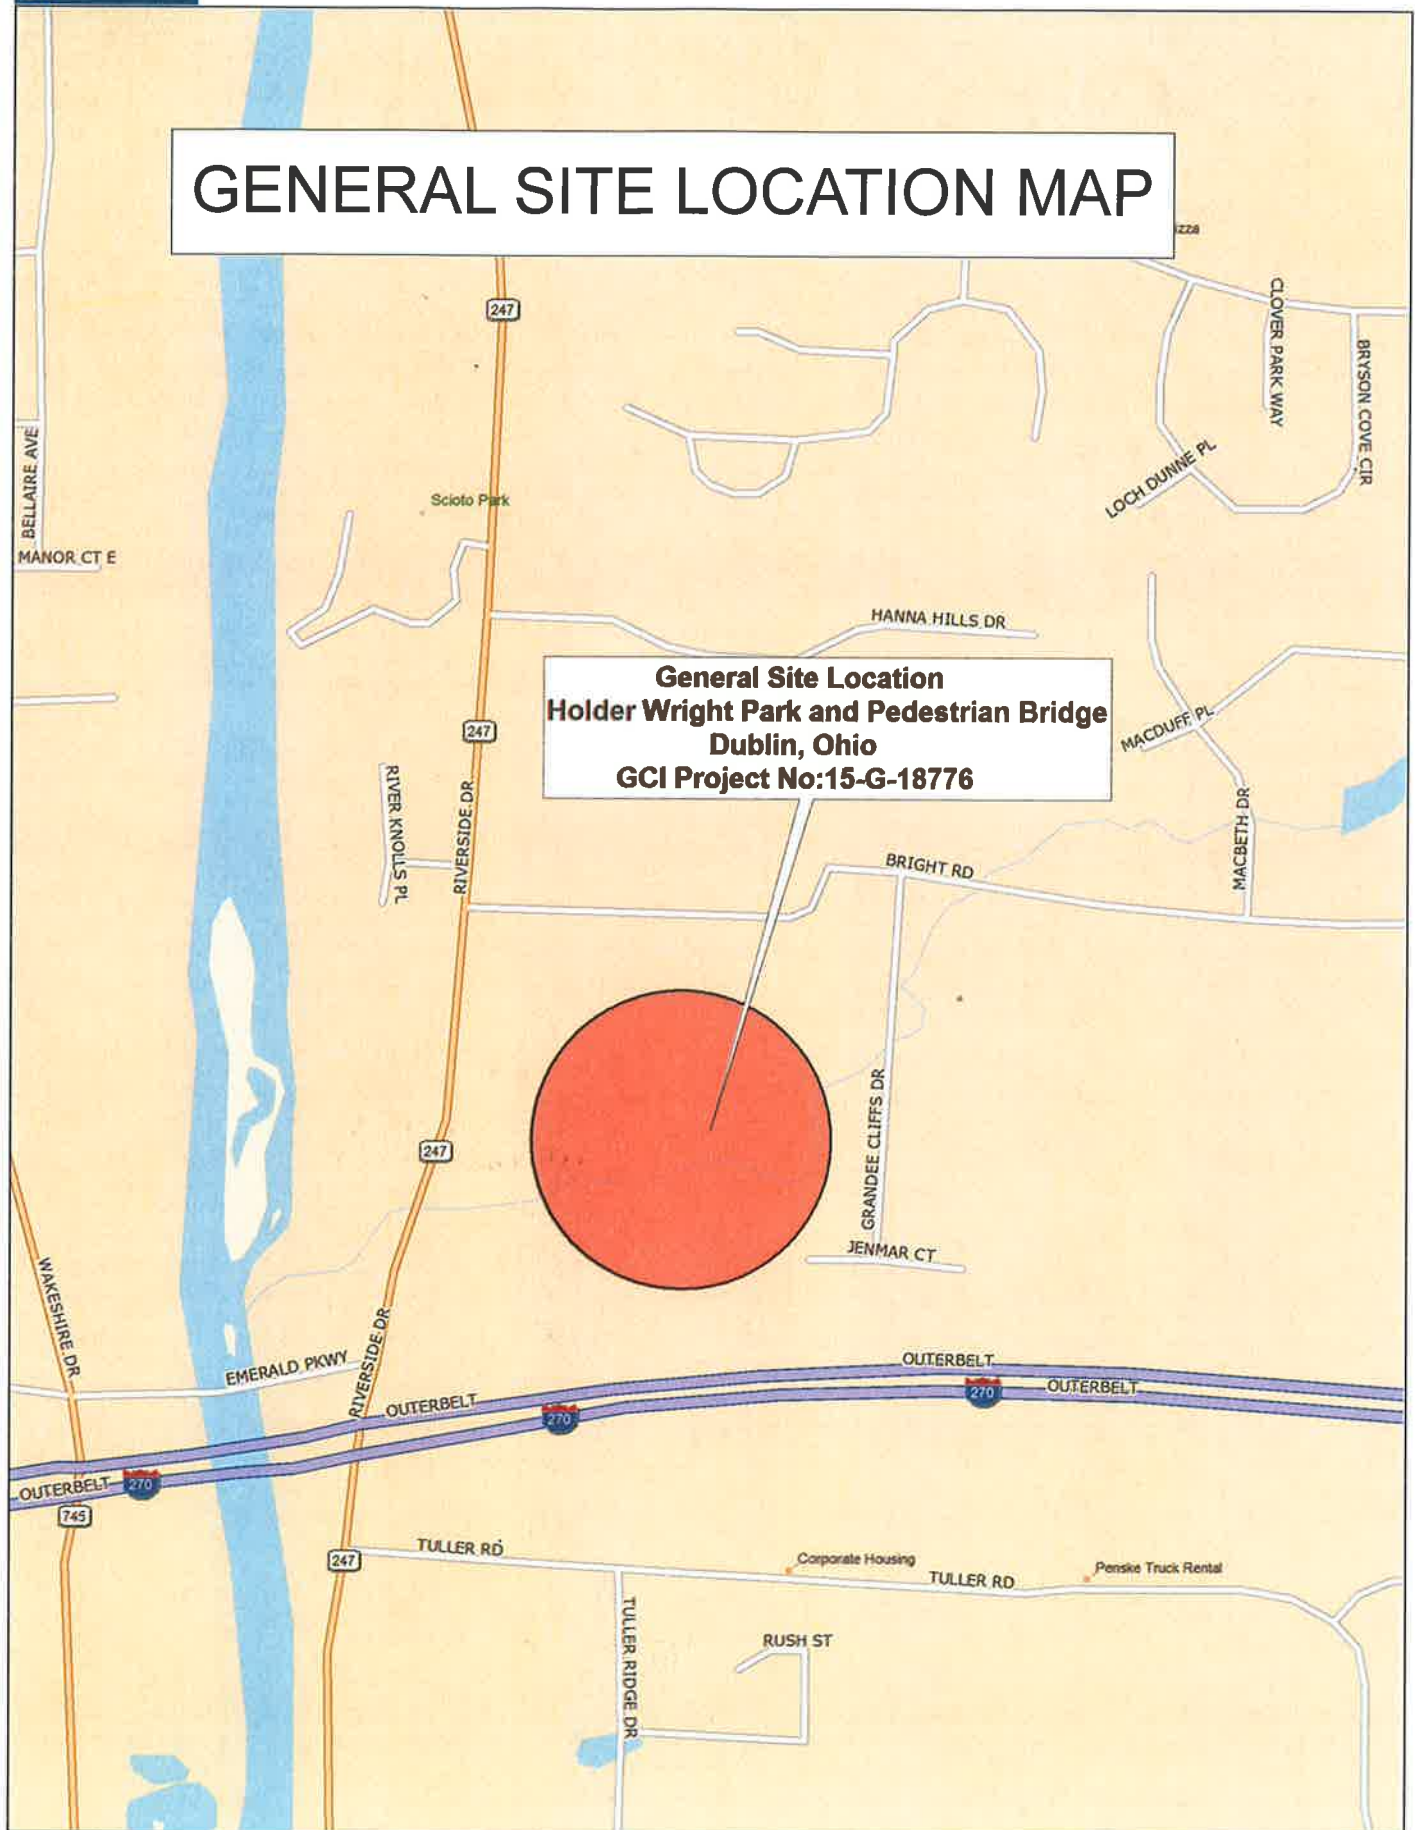 GENERAL SITE LOCATION MAP
247
CLOVER PARK WAY
BRYSON COVE CIR
BELLAIRE AVE
LOCH DUNNE PL
Scioto Park
MANOR CT E
HANNA HILLS DR
General Site Location
Holder Wright Park and Pedestrian Bridge
Dublin, Ohio
GCI Project No:15-G-18776
MACDUFF PL
247
RIVER KNOLLS PL
RIVERSIDE DR
MACBETH DR
BRIGHT RD
GRANDEE CLIFFS DR
247
JENMAR CT
WAKESHIRE DR
EMERALD PKWY
RIVERSIDE DR
OUTERBELT
OUTERBELT
270
OUTERBELT
270
OUTERBELT
270
745
247
TULLER RD
Corporate Housing
TULLER RD
Penske Truck Rental
TULLER RIDGE DR
RUSH ST